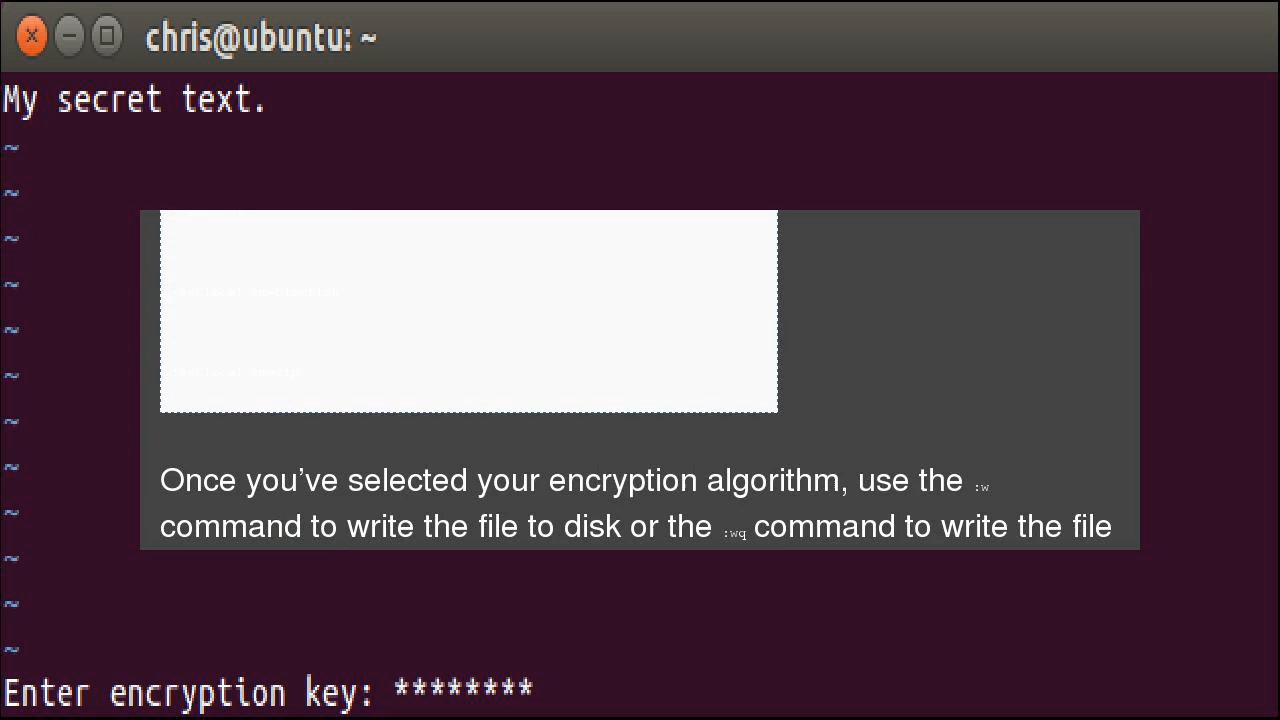 chris@ubuntu: ~
My secret text.
~
~
~
~
~
~
~
~
~
~
~
~
Once you’ve selected your encryption algorithm, use the :w
command to write the file to disk or the :wq command to write the file
Enter encryption key: ********